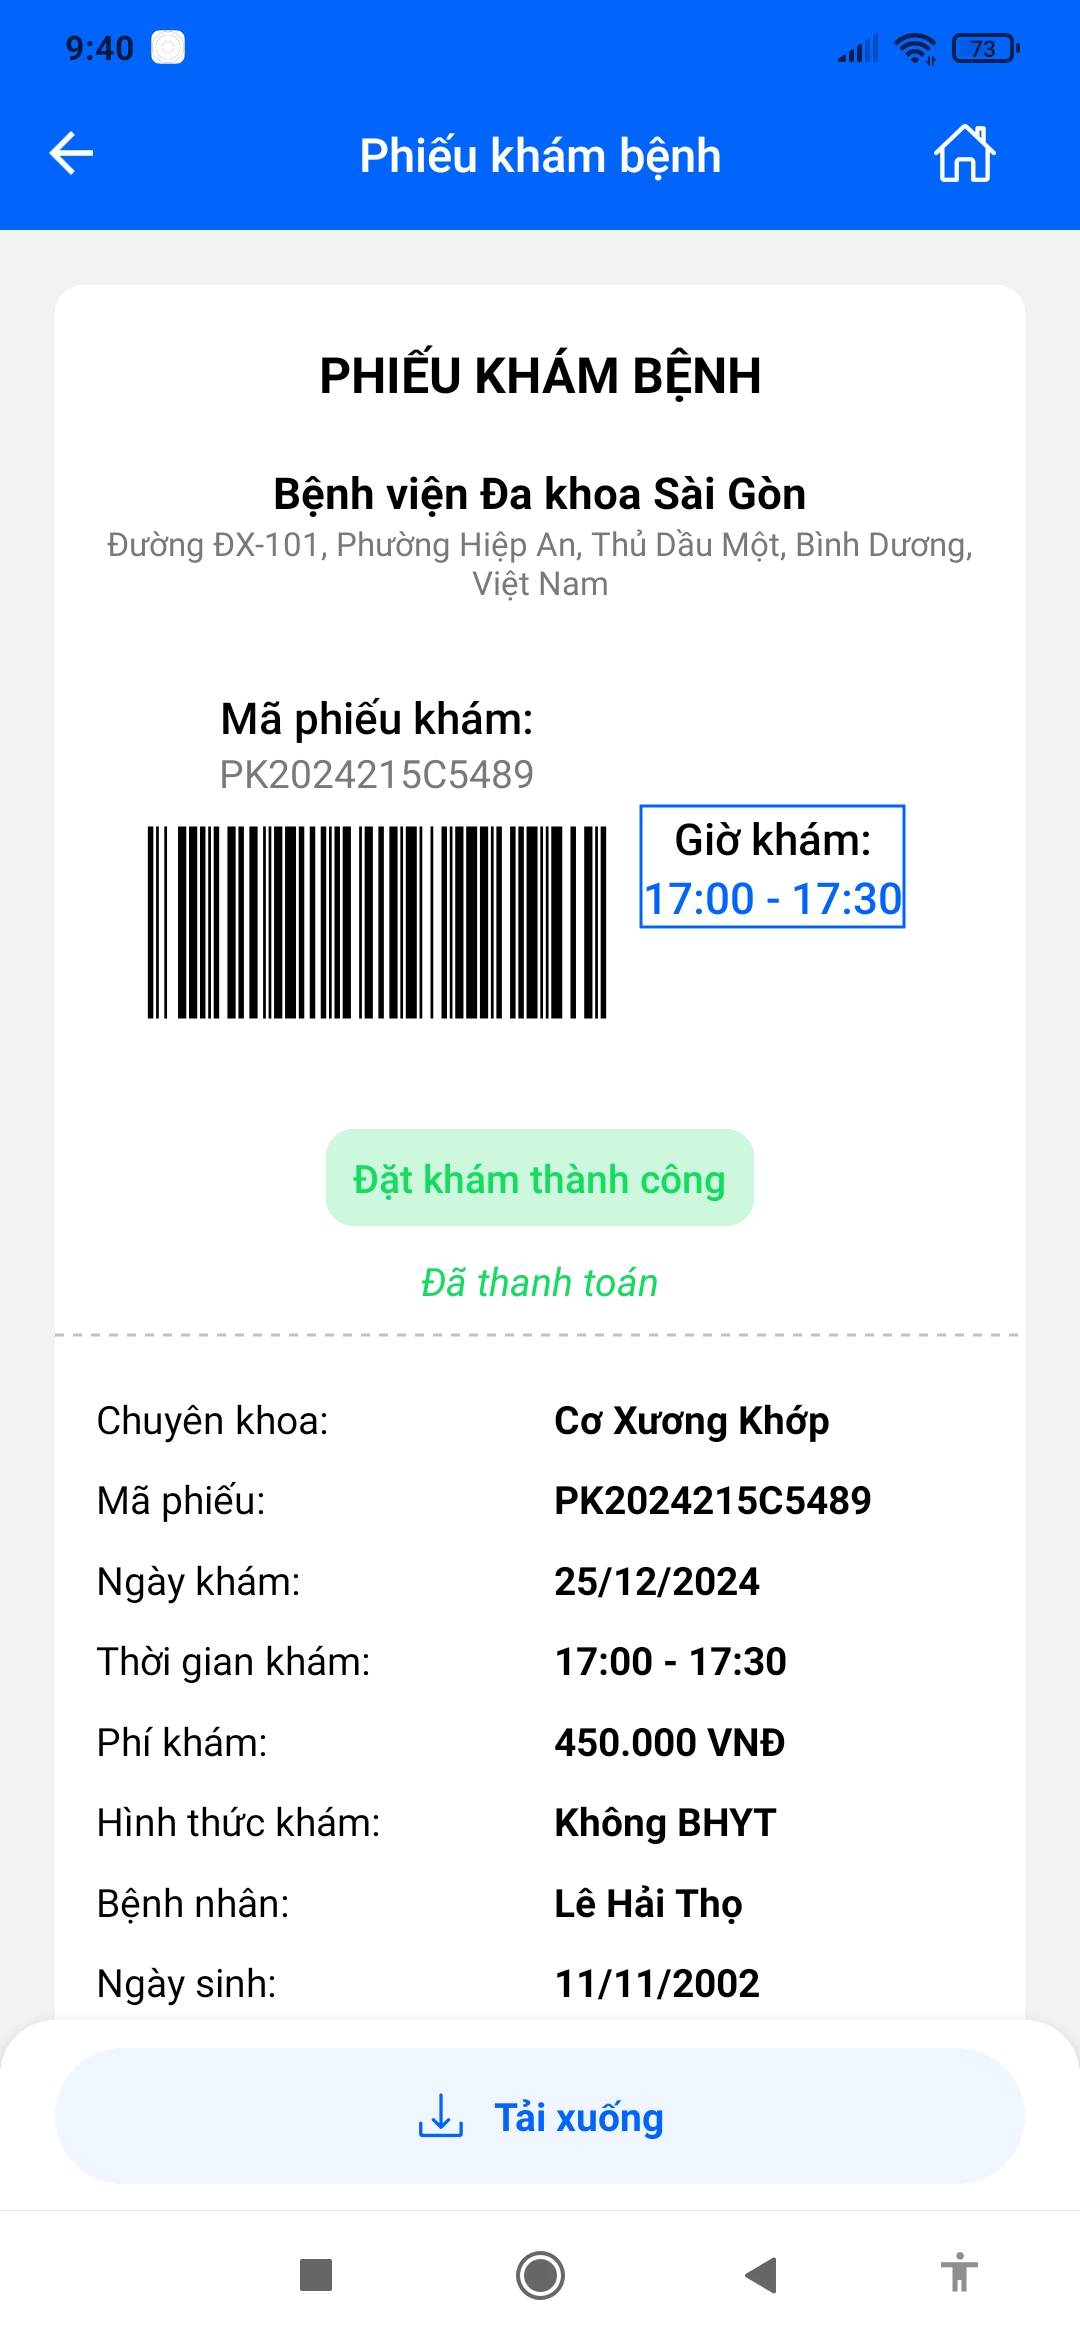 9:40
73
Phiếu khám bệnh
PHIẾU KHÁM BỆNH
Bệnh viện Đa khoa Sài Gòn
Đường ĐX-101, Phường Hiệp An, Thủ Dầu Một, Bình Dương,
Việt Nam
Mã phiếu khám:
PK2024215C5489
Giờ khám:
17:00 - 17:30
Đặt khám thành công
Đã thanh toán
Chuyên khoa: Cơ Xương Khớp
Mã phiếu: PK2024215C5489
Ngày khám: 25/12/2024
Thời gian khám: 17:00 - 17:30
Phí khám: 450.000 VNĐ
Hình thức khám: Không BHYT
Bệnh nhân: Lê Hải Thọ
Ngày sinh: 11/11/2002
Tải xuống